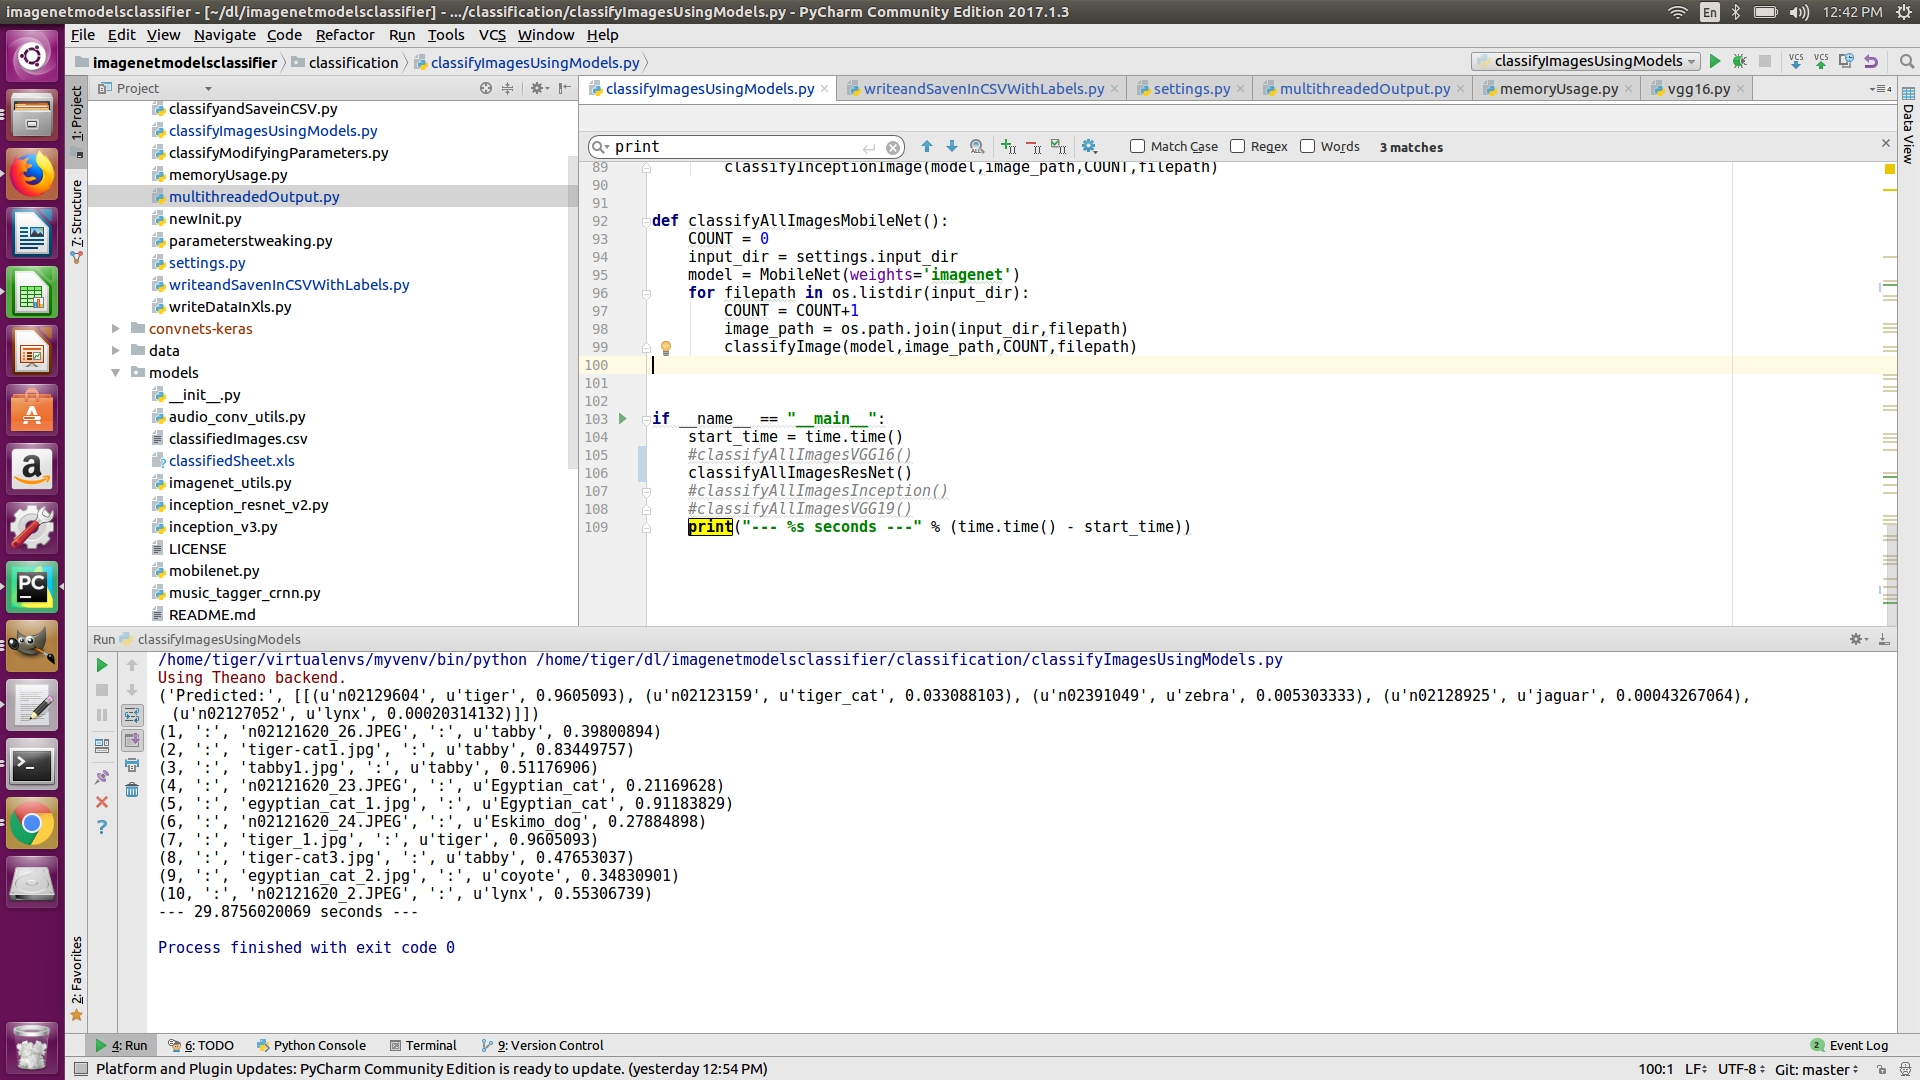 imagenetmodelsclassifier - [~/dl/imagenetmodelsclassifier] - .../classification/classifyImagesUsingModels.py - PyCharm Community Edition 2017.1.3
En
12:42 PM
File Edit View Navigate Code Refactor Run Tools VCS Window Help
imagenetmodelsclassifier classification classifyImagesUsingModels.py
classifyImagesUsingModels
VCS VCS
Project
classifyImagesUsingModels.py writeandSavenInCSVWithLabels.py settings.py multithreadedOutput.py memoryUsage.py vgg16.py
1: Project
7: Structure
2: Favorites
Data View
classifyandSaveinCSV.py
classifyImagesUsingModels.py
classifyModifyingParameters.py
memoryUsage.py
multithreadedOutput.py
newInit.py
parameterstweaking.py
settings.py
writeandSavenInCSVWithLabels.py
writeDataInXls.py
convnets-keras
data
models
__init__.py
audio_conv_utils.py
classifiedImages.csv
classifiedSheet.xls
imagenet_utils.py
inception_resnet_v2.py
inception_v3.py
LICENSE
mobilenet.py
music_tagger_crnn.py
README.md
print
Match Case Regex Words 3 matches
89 classifyInceptionImage(model,image_path,COUNT,filepath)
90
91
92 def classifyAllImagesMobileNet():
93 COUNT = 0
94 input_dir = settings.input_dir
95 model = MobileNet(weights='imagenet')
96 for filepath in os.listdir(input_dir):
97 COUNT = COUNT+1
98 image_path = os.path.join(input_dir,filepath)
99 classifyImage(model,image_path,COUNT,filepath)
100
101
102
103 if __name__ == "__main__":
104 start_time = time.time()
105 #classifyAllImagesVGG16()
106 classifyAllImagesResNet()
107 #classifyAllImagesInception()
108 #classifyAllImagesVGG19()
109 print("--- %s seconds ---" % (time.time() - start_time))
Run classifyImagesUsingModels
/home/tiger/virtualenvs/myvenv/bin/python /home/tiger/dl/imagenetmodelsclassifier/classification/classifyImagesUsingModels.py
Using Theano backend.
('Predicted:', [[(u'n02129604', u'tiger', 0.9605093), (u'n02123159', u'tiger_cat', 0.033088103), (u'n02391049', u'zebra', 0.005303333), (u'n02128925', u'jaguar', 0.00043267064),
(u'n02127052', u'lynx', 0.00020314132)]])
(1, ':', 'n02121620_26.JPEG', ':', u'tabby', 0.39800894)
(2, ':', 'tiger-cat1.jpg', ':', u'tabby', 0.83449757)
(3, ':', 'tabby1.jpg', ':', u'tabby', 0.51176906)
(4, ':', 'n02121620_23.JPEG', ':', u'Egyptian_cat', 0.21169628)
(5, ':', 'egyptian_cat_1.jpg', ':', u'Egyptian_cat', 0.91183829)
(6, ':', 'n02121620_24.JPEG', ':', u'Eskimo_dog', 0.27884898)
(7, ':', 'tiger_1.jpg', ':', u'tiger', 0.9605093)
(8, ':', 'tiger-cat3.jpg', ':', u'tabby', 0.47653037)
(9, ':', 'egyptian_cat_2.jpg', ':', u'coyote', 0.34830901)
(10, ':', 'n02121620_2.JPEG', ':', u'lynx', 0.55306739)
--- 29.8756020069 seconds ---
Process finished with exit code 0
4: Run 6: TODO Python Console Terminal 9: Version Control
2 Event Log
Platform and Plugin Updates: PyCharm Community Edition is ready to update. (yesterday 12:54 PM)
100:1 LF UTF-8 Git: master